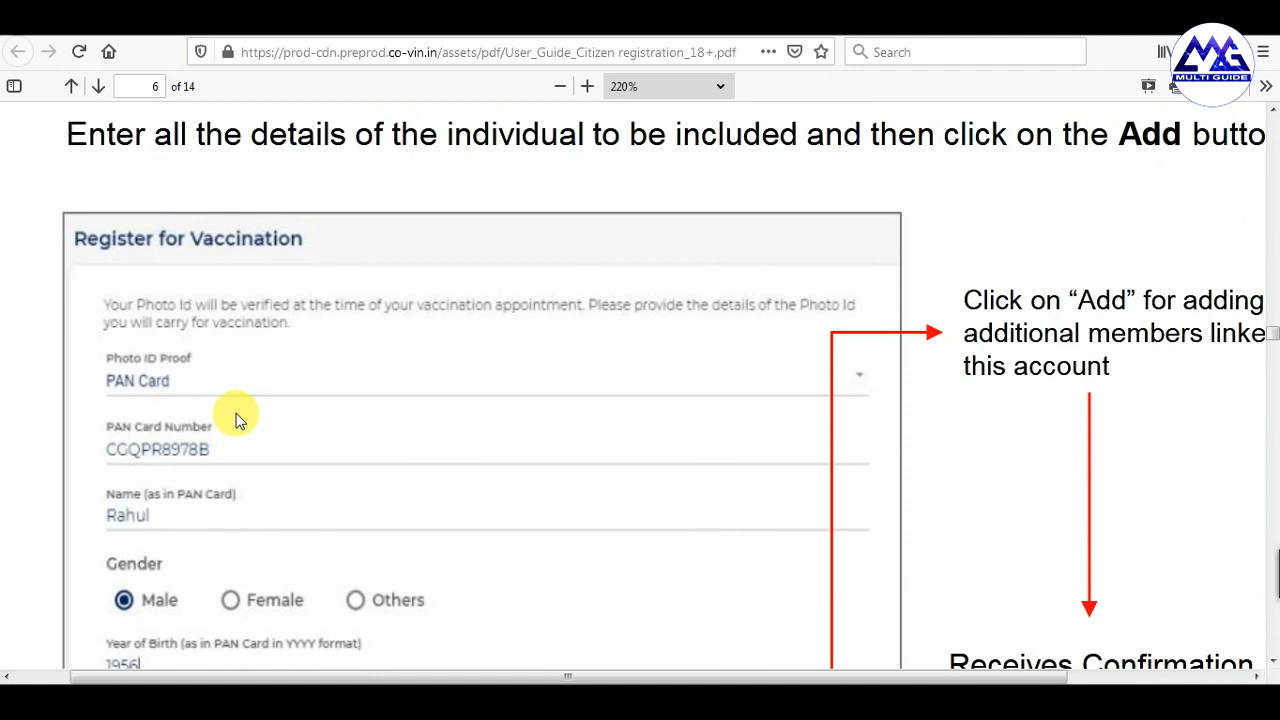 https://prod-cdn.preprod.co-vin.in/assets/pdf/User_Guide_Citizen registration_18+.pdf
Search
MULTI GUIDE
6 of 14
220%
Enter all the details of the individual to be included and then click on the Add butto
Register for Vaccination
Your Photo Id will be verified at the time of your vaccination appointment. Please provide the details of the Photo Id
you will carry for vaccination.
Photo ID Proof
PAN Card
PAN Card Number
CGQPR8978B
Name (as in PAN Card)
Rahul
Gender
Male Female Others
Year of Birth (as in PAN Card in YYYY format)
1956
Click on “Add” for adding
additional members linke
this account
Receives Confirmation